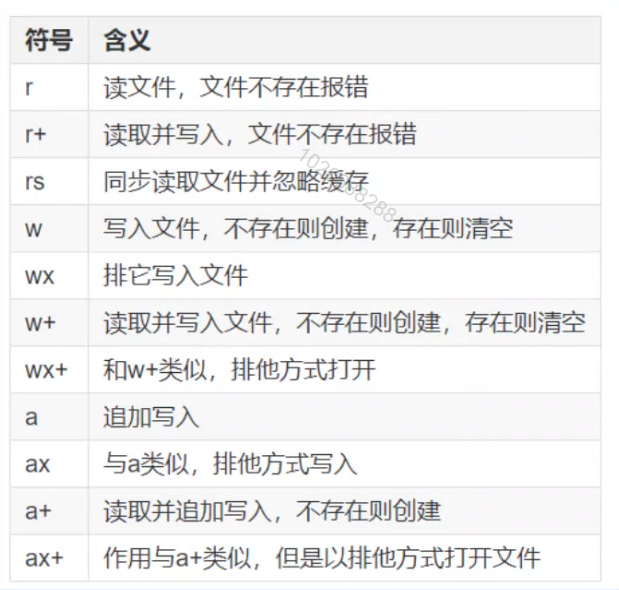 符号 含义
r 读文件，文件不存在报错
r+ 读取并写入，文件不存在报错
rs 同步读取文件并忽略缓存
w 写入文件，不存在则创建，存在则清空
wx 排它写入文件
w+ 读取并写入文件，不存在则创建，存在则清空
wx+ 和w+类似，排他方式打开
a 追加写入
ax 与a类似，排他方式写入
a+ 读取并追加写入，不存在则创建
ax+ 作用与a+类似，但是以排他方式打开文件